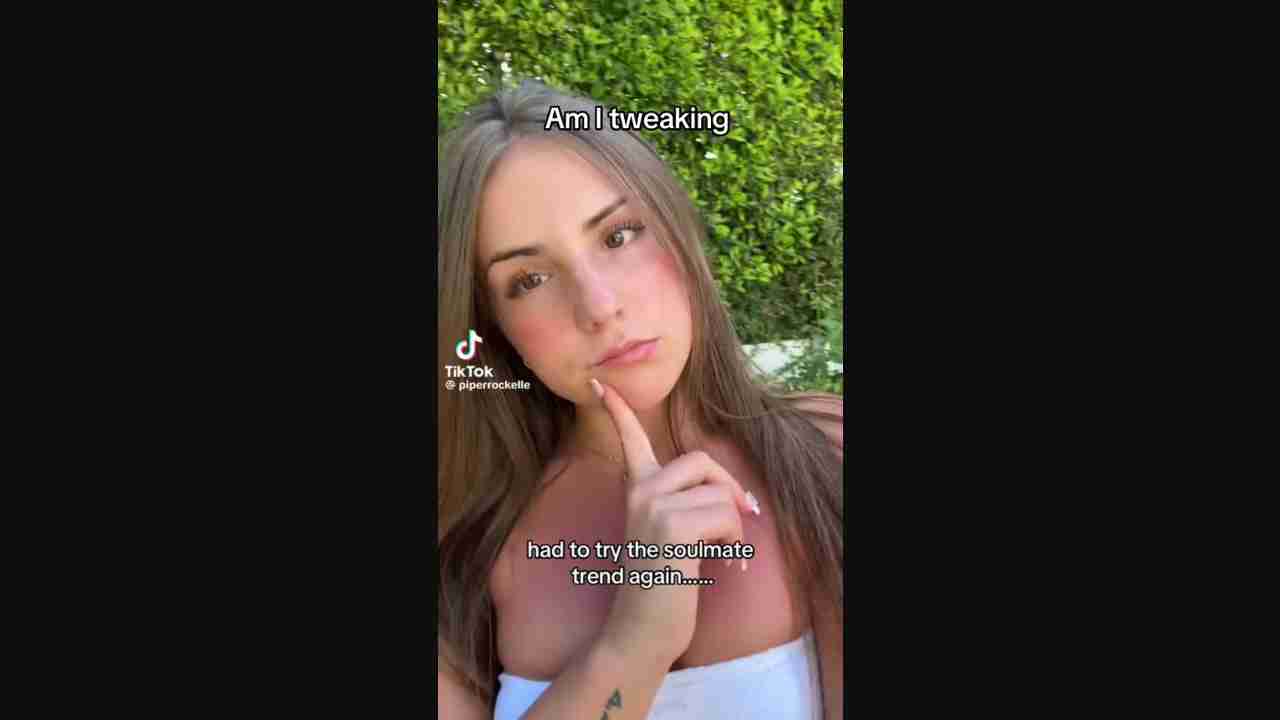 Am I tweaking
TikTok
@ piperrockelle
had to try the soulmate
trend again......